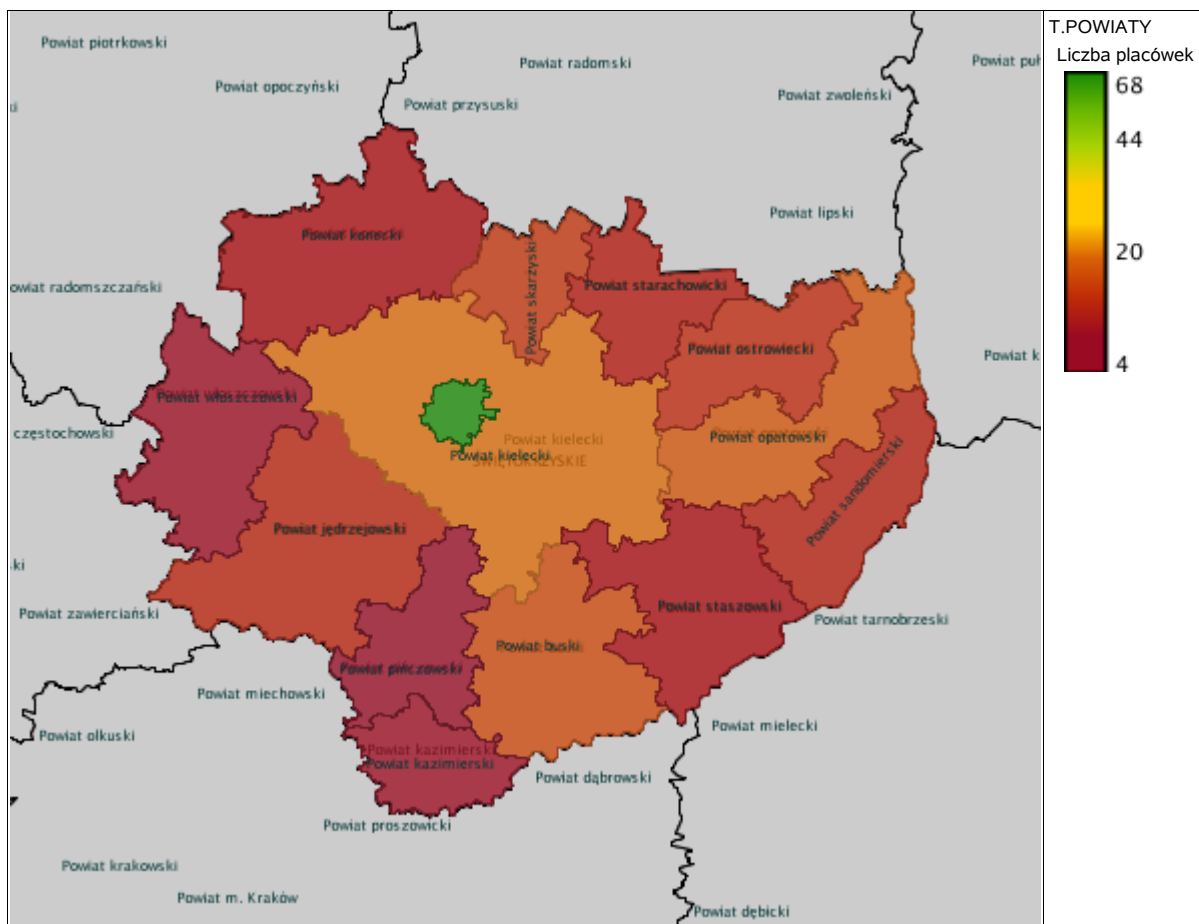 T.POWIATY
Liczba placówek
68
44
20
4
Powiat piotrkowski
Powiat radomski
Powiat opoczyński
Powiat przysuski
Powiat zwoleński
Powiat lipski
Powiat konecki
Powiat skarżyski
Powiat starachowicki
owiat radomszczański
Powiat ostrowiecki
Powiat k
Powiat włoszczowski
częstochowski
Powiat opatowski
Powiat kielecki
Powiat kielecki
ŚWIĘTOKRZYSKIE
Powiat sandomierski
Powiat jędrzejowski
ki
Powiat zawierciański
Powiat staszowski
Powiat tarnobrzeski
Powiat buski
Powiat pińczowski
Powiat miechowski
Powiat mielecki
Powiat olkuski
Powiat kazimierski
Powiat kazimierski
Powiat dąbrowski
Powiat proszowicki
Powiat krakowski
Powiat m. Kraków
Powiat dębicki